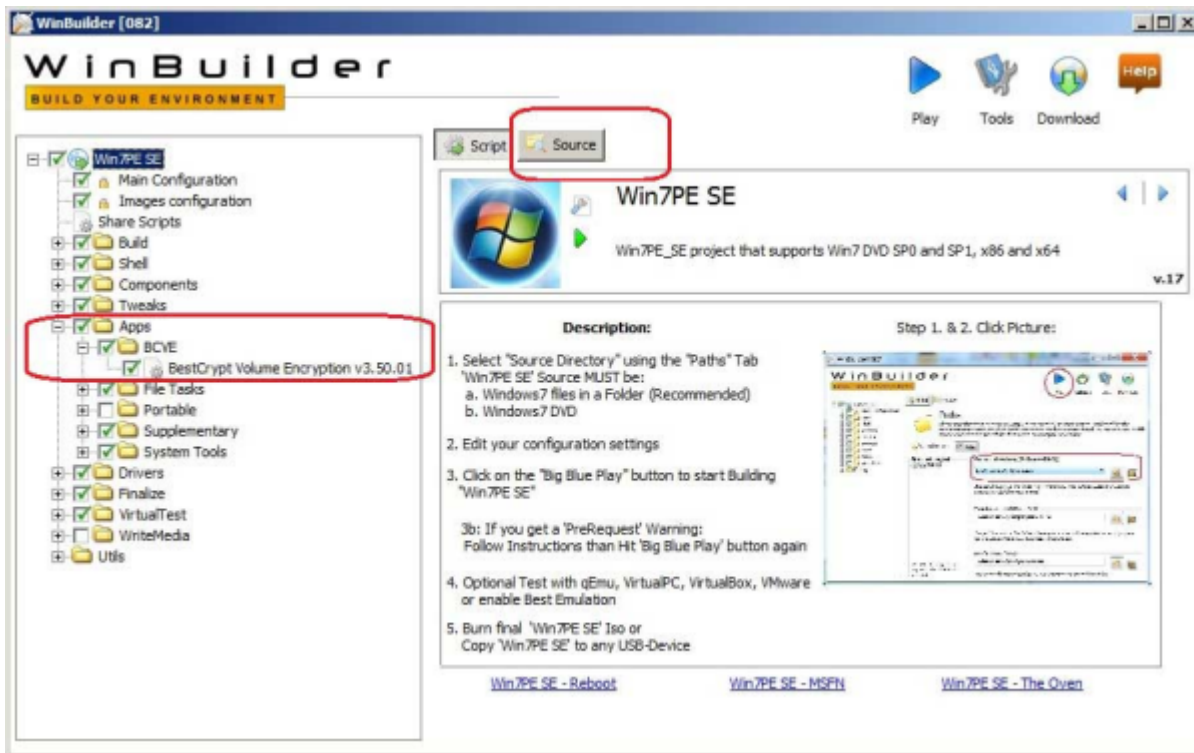 WinBuilder [082]
WinBuilder
BUILD YOUR ENVIRONMENT
Play
Tools
Download
Help
Win7PE SE
Main Configuration
Images configuration
Share Scripts
Build
Shell
Components
Tweaks
Apps
BCVE
BestCrypt Volume Encryption v3.50.01
File Tasks
Portable
Supplementary
System Tools
Drivers
Finalize
VirtualTest
WriteMedia
Utils
Script
Source
Win7PE SE
Win7PE_SE project that supports Win7 DVD SP0 and SP1, x86 and x64
v.17
Description:
1. Select "Source Directory" using the "Paths" Tab
'Win7PE SE' Source MUST be:
a. Windows7 files in a Folder (Recommended)
b. Windows7 DVD
2. Edit your configuration settings
3. Click on the "Big Blue Play" button to start Building
"Win7PE SE"
3b: If you get a 'PreRequest' Warning:
Follow Instructions than Hit 'Big Blue Play' button again
4. Optional Test with qEmu, VirtualPC, VirtualBox, VMware
or enable Best Emulation
5. Burn final 'Win7PE SE' Iso or
Copy 'Win7PE SE' to any USB-Device
Step 1. & 2. Click Picture:
WinBuilder
Win7PE SE - Reboot
Win7PE SE - MSFN
Win7PE SE - The Oven